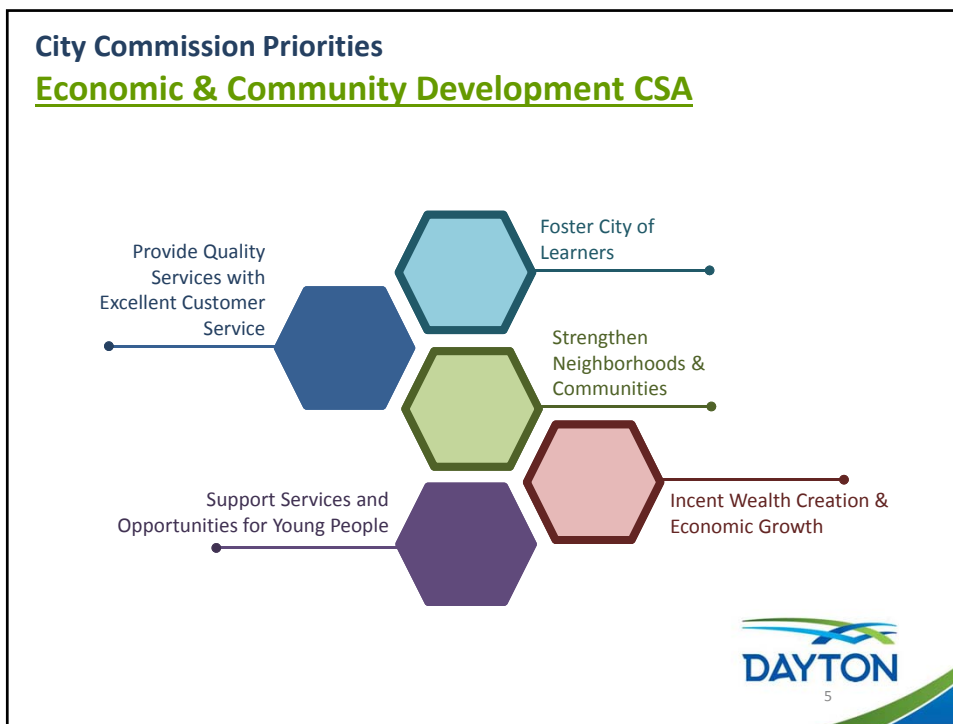 City Commission Priorities
Economic & Community Development CSA
Provide Quality
Services with
Excellent Customer
Service
Foster City of
Learners
Strengthen
Neighborhoods &
Communities
Support Services and
Opportunities for Young People
Incent Wealth Creation &
Economic Growth
DAYTON
5